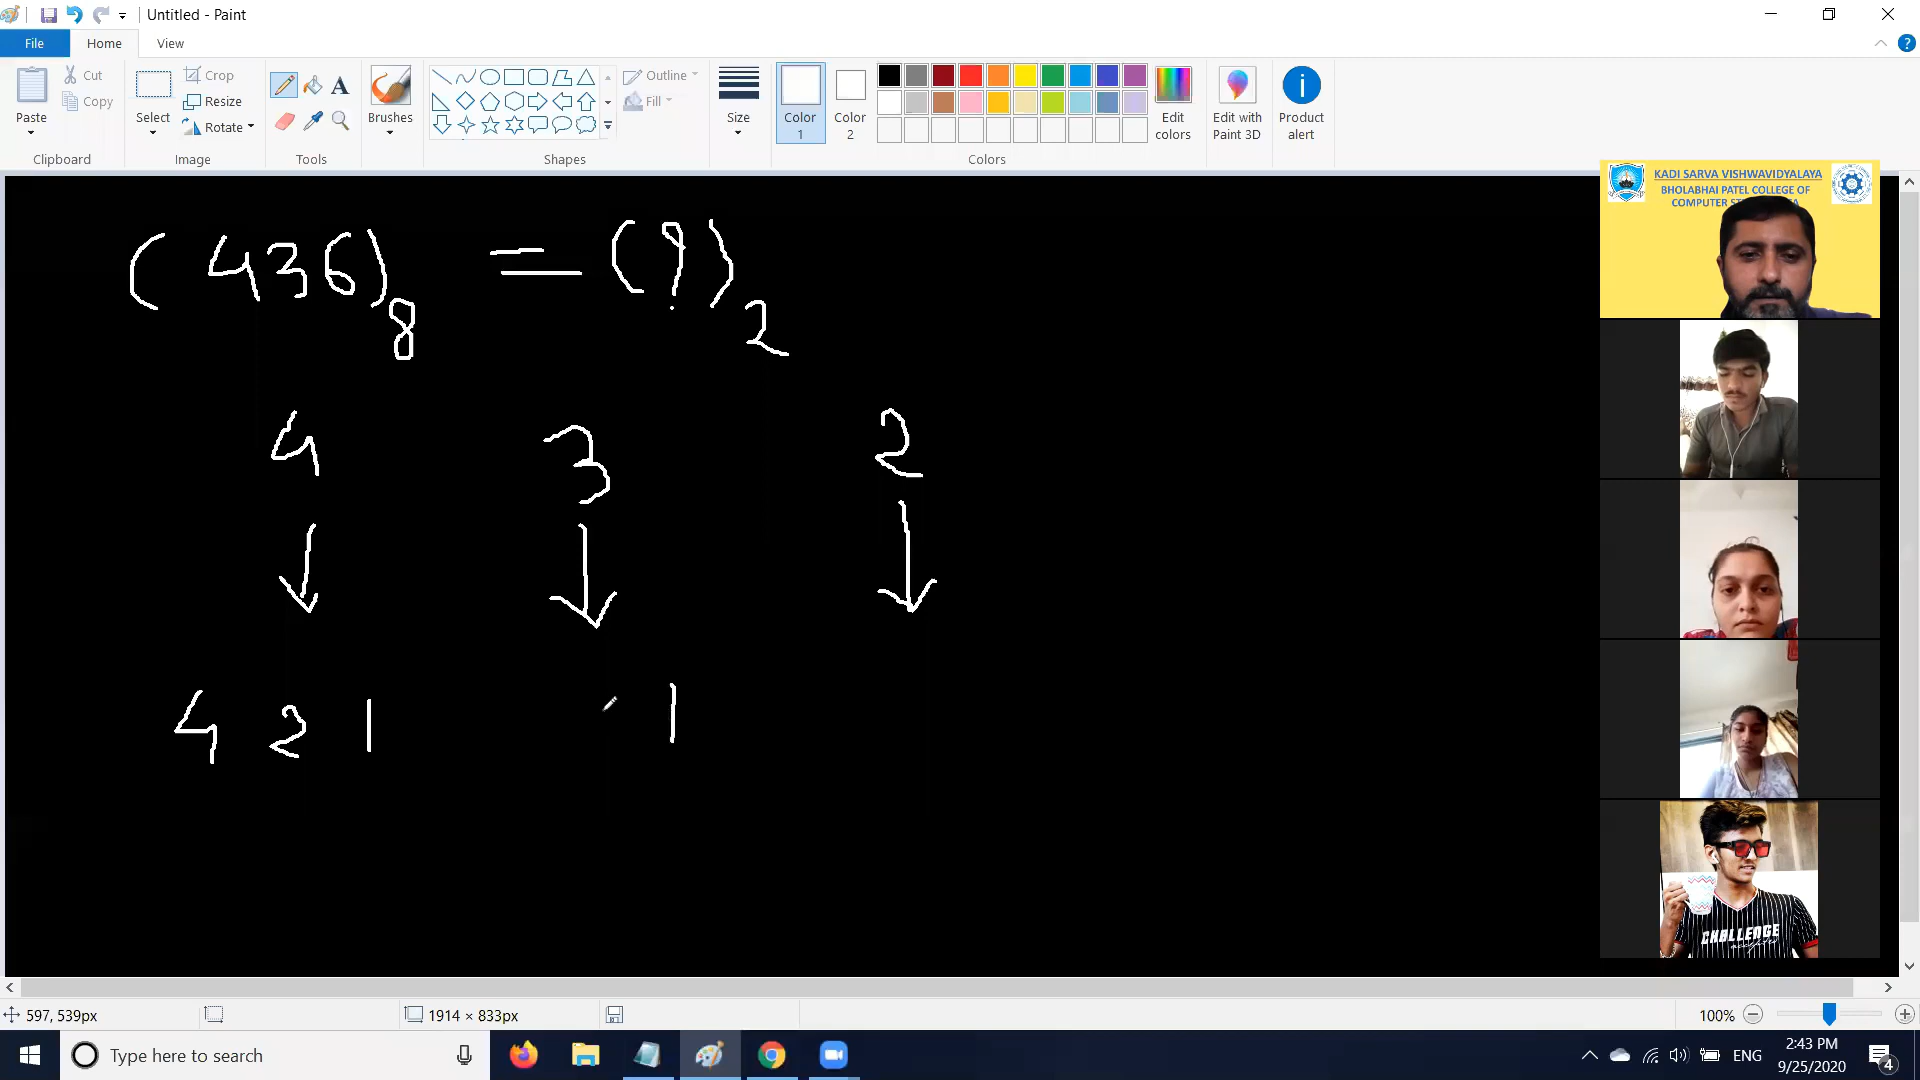 Untitled - Paint
File Home View
Cut
Copy
Paste
Clipboard
Crop
Resize
Rotate
Select
Image
Tools
Brushes
Outline
Fill
Shapes
Size
Color 1
Color 2
Edit colors
Colors
Edit with Paint 3D
Product alert
KADI SARVA VISHWAVIDYALAYA
BHOLABHAI PATEL COLLEGE OF
COMPUTER
(436)8 = (?)2
4 3 2
4 2 1 1
CHALLENGE
597, 539px
1914 × 833px
100%
Type here to search
ENG
2:43 PM
9/25/2020
4